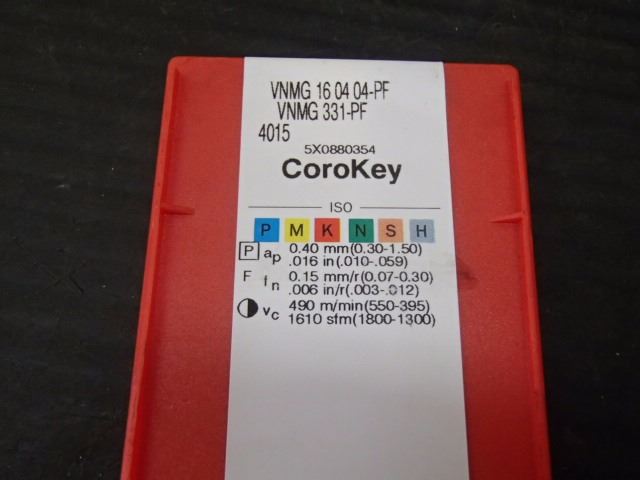 VNMG 16 04 04-PF
VNMG 331-PF
4015
5X0880354
CoroKey
ISO
P M K N S H
P ap 0.40 mm(0.30-1.50)
.016 in(.010-.059)
F fn 0.15 mm/r(0.07-0.30)
.006 in/r(.003-.012)
vc 490 m/min(550-395)
1610 sfm(1800-1300)